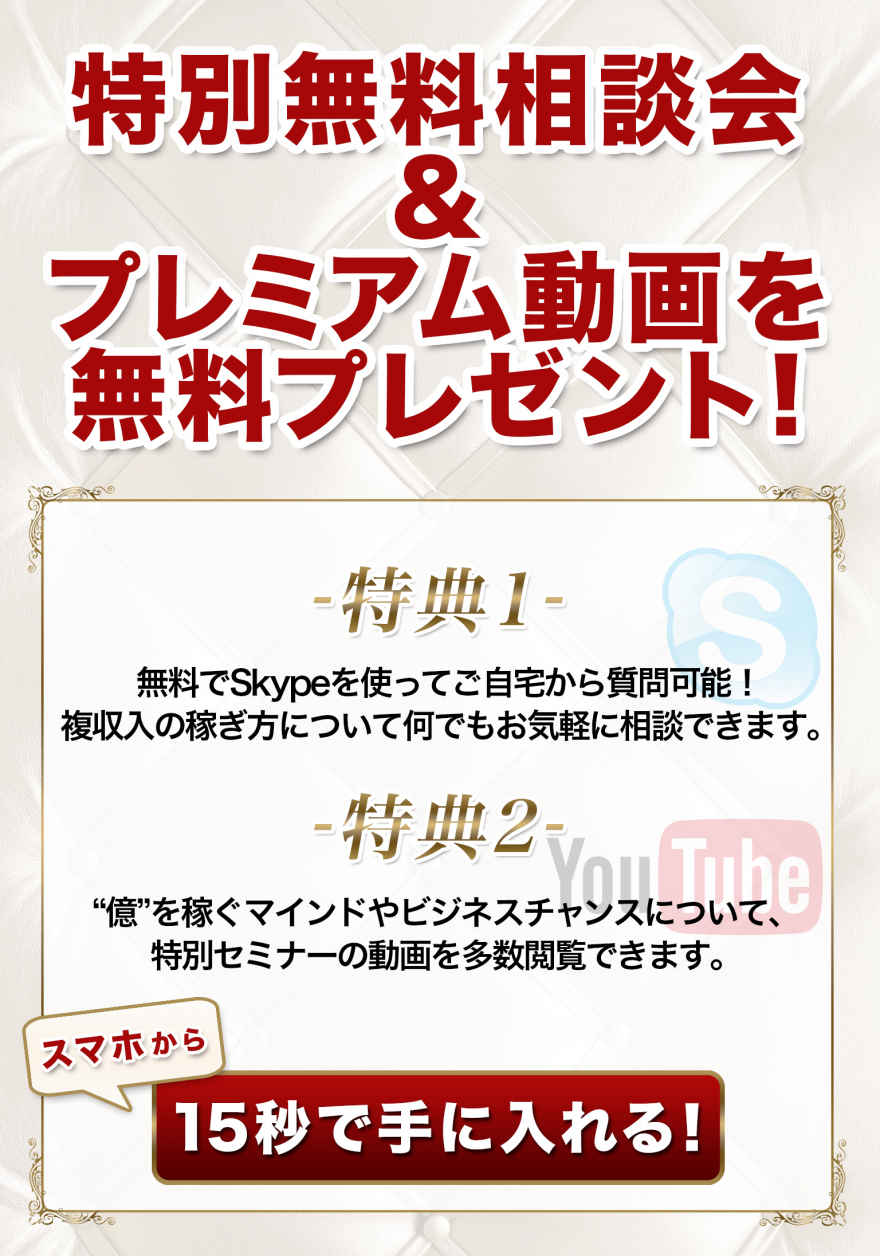 特別無料相談会
&
プレミアム動画を
無料プレゼント!
-特典1-
無料でSkypeを使ってご自宅から質問可能！
複収入の稼ぎ方について何でもお気軽に相談できます。
-特典2-
YouTube
“億”を稼ぐマインドやビジネスチャンスについて、
特別セミナーの動画を多数閲覧できます。
スマホから
15秒で手に入れる!